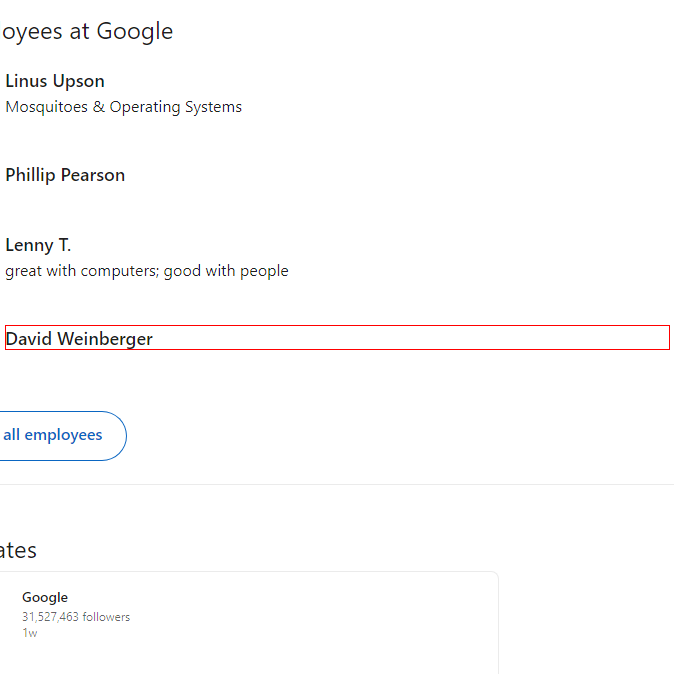 oyees at Google
Linus Upson
Mosquitoes & Operating Systems
Phillip Pearson
Lenny T.
great with computers; good with people
David Weinberger
all employees
ates
Google
31,527,463 followers
1w